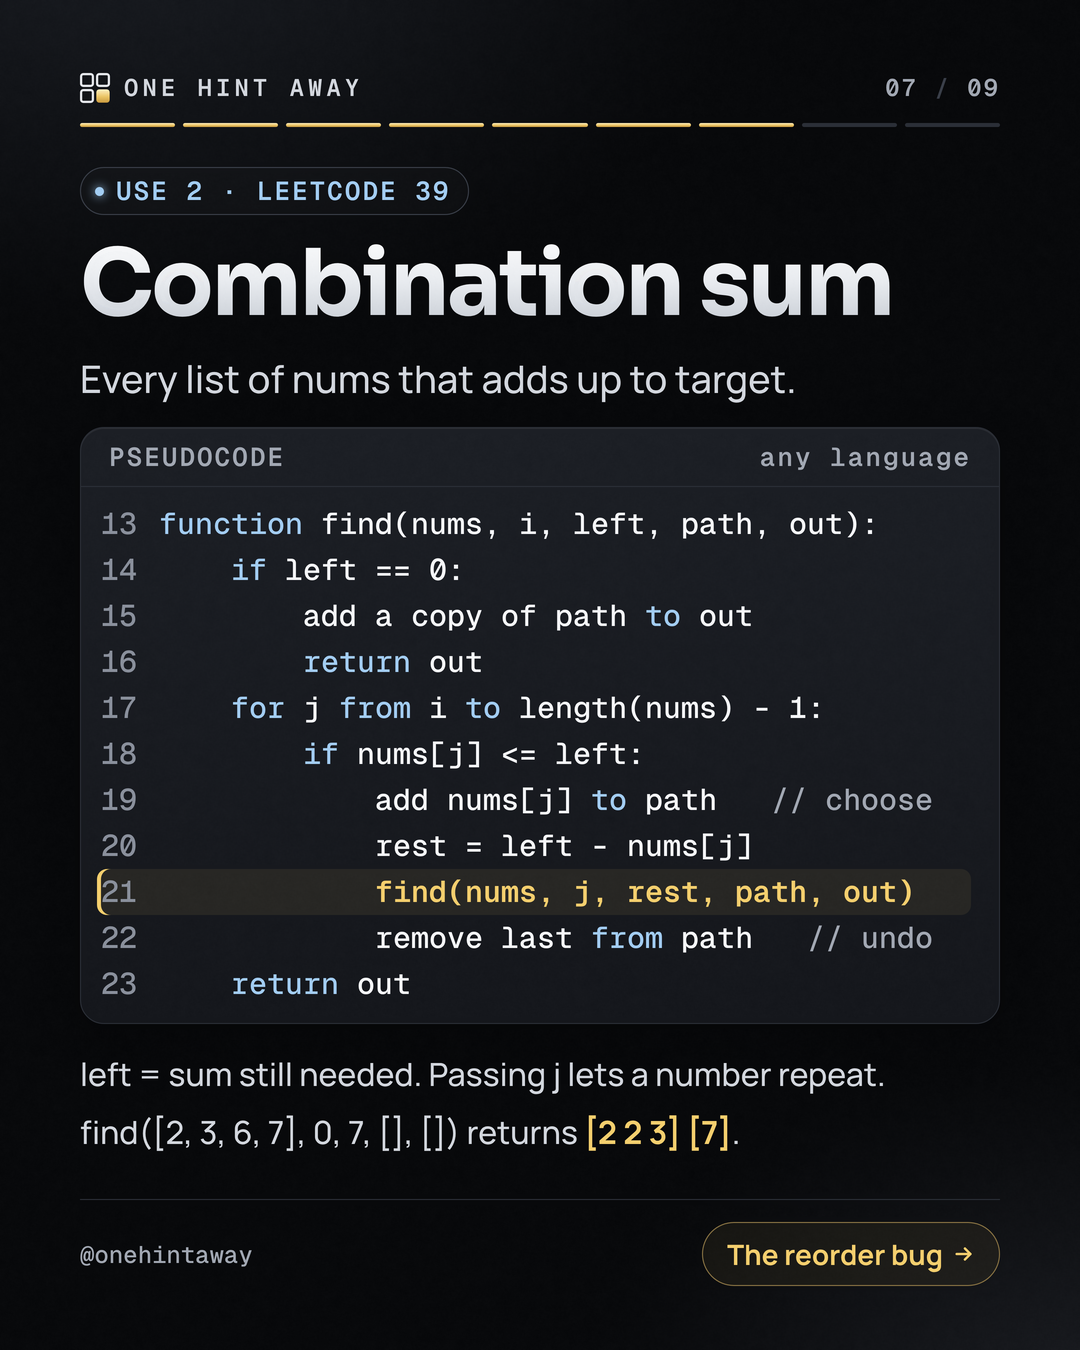 ONE HINT AWAY
07 / 09
USE 2 · LEETCODE 39
Combination sum
Every list of nums that adds up to target.
PSEUDOCODE any language
13 function find(nums, i, left, path, out):
14     if left == 0:
15         add a copy of path to out
16         return out
17     for j from i to length(nums) - 1:
18         if nums[j] <= left:
19             add nums[j] to path   // choose
20             rest = left - nums[j]
21             find(nums, j, rest, path, out)
22             remove last from path   // undo
23     return out
left = sum still needed. Passing j lets a number repeat.
find([2, 3, 6, 7], 0, 7, [], []) returns [2 2 3] [7].
@onehintaway
The reorder bug →